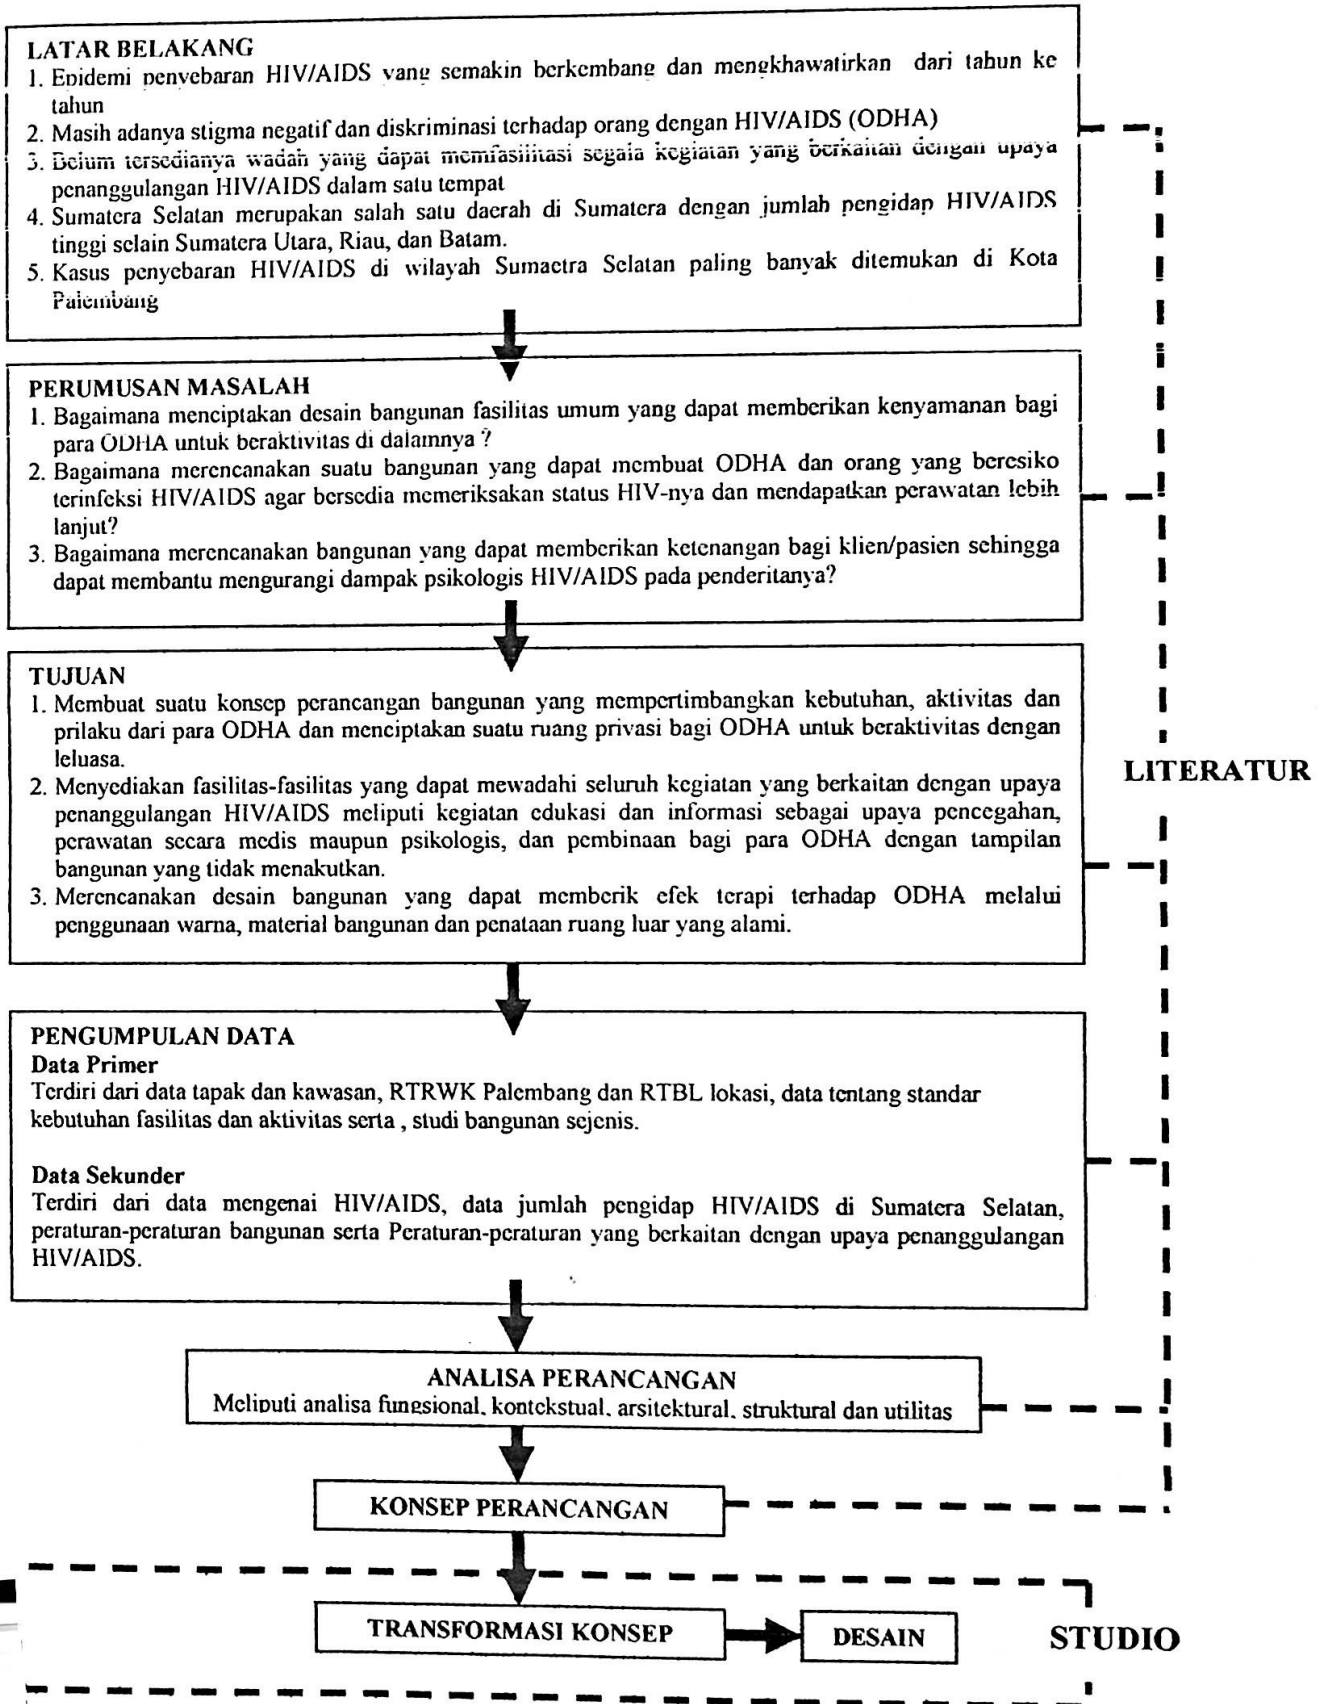 LATAR BELAKANG
1. Epidemi penyebaran HIV/AIDS yang semakin berkembang dan mengkhawatirkan dari tahun ke
tahun
2. Masih adanya stigma negatif dan diskriminasi terhadap orang dengan HIV/AIDS (ODHA)
3. Belum tersedianya wadah yang dapat memfasilitasi segala kegiatan yang berkaitan dengan upaya
penanggulangan HIV/AIDS dalam satu tempat
4. Sumatera Selatan merupakan salah satu daerah di Sumatera dengan jumlah pengidap HIV/AIDS
tinggi selain Sumatera Utara, Riau, dan Batam.
5. Kasus penyebaran HIV/AIDS di wilayah Sumaetra Selatan paling banyak ditemukan di Kota
Palembang
PERUMUSAN MASALAH
1. Bagaimana menciptakan desain bangunan fasilitas umum yang dapat memberikan kenyamanan bagi
para ODHA untuk beraktivitas di dalamnya ?
2. Bagaimana merencanakan suatu bangunan yang dapat membuat ODHA dan orang yang beresiko
terinfeksi HIV/AIDS agar bersedia memeriksakan status HIV-nya dan mendapatkan perawatan lebih
lanjut?
3. Bagaimana merencanakan bangunan yang dapat memberikan ketenangan bagi klien/pasien sehingga
dapat membantu mengurangi dampak psikologis HIV/AIDS pada penderitanya?
TUJUAN
1. Membuat suatu konsep perancangan bangunan yang mempertimbangkan kebutuhan, aktivitas dan
prilaku dari para ODHA dan menciptakan suatu ruang privasi bagi ODHA untuk beraktivitas dengan
leluasa.
2. Menyediakan fasilitas-fasilitas yang dapat mewadahi seluruh kegiatan yang berkaitan dengan upaya
penanggulangan HIV/AIDS meliputi kegiatan edukasi dan informasi sebagai upaya pencegahan,
perawatan secara medis maupun psikologis, dan pembinaan bagi para ODHA dengan tampilan
bangunan yang tidak menakutkan.
3. Merencanakan desain bangunan yang dapat memberik efek terapi terhadap ODHA melalui
penggunaan warna, material bangunan dan penataan ruang luar yang alami.
LITERATUR
PENGUMPULAN DATA
Data Primer
Terdiri dari data tapak dan kawasan, RTRWK Palembang dan RTBL lokasi, data tentang standar
kebutuhan fasilitas dan aktivitas serta , studi bangunan sejenis.
Data Sekunder
Terdiri dari data mengenai HIV/AIDS, data jumlah pengidap HIV/AIDS di Sumatera Selatan,
peraturan-peraturan bangunan serta Peraturan-peraturan yang berkaitan dengan upaya penanggulangan
HIV/AIDS.
ANALISA PERANCANGAN
Meliputi analisa fungsional, kontekstual, arsitektural, struktural dan utilitas
KONSEP PERANCANGAN
TRANSFORMASI KONSEP
DESAIN
STUDIO